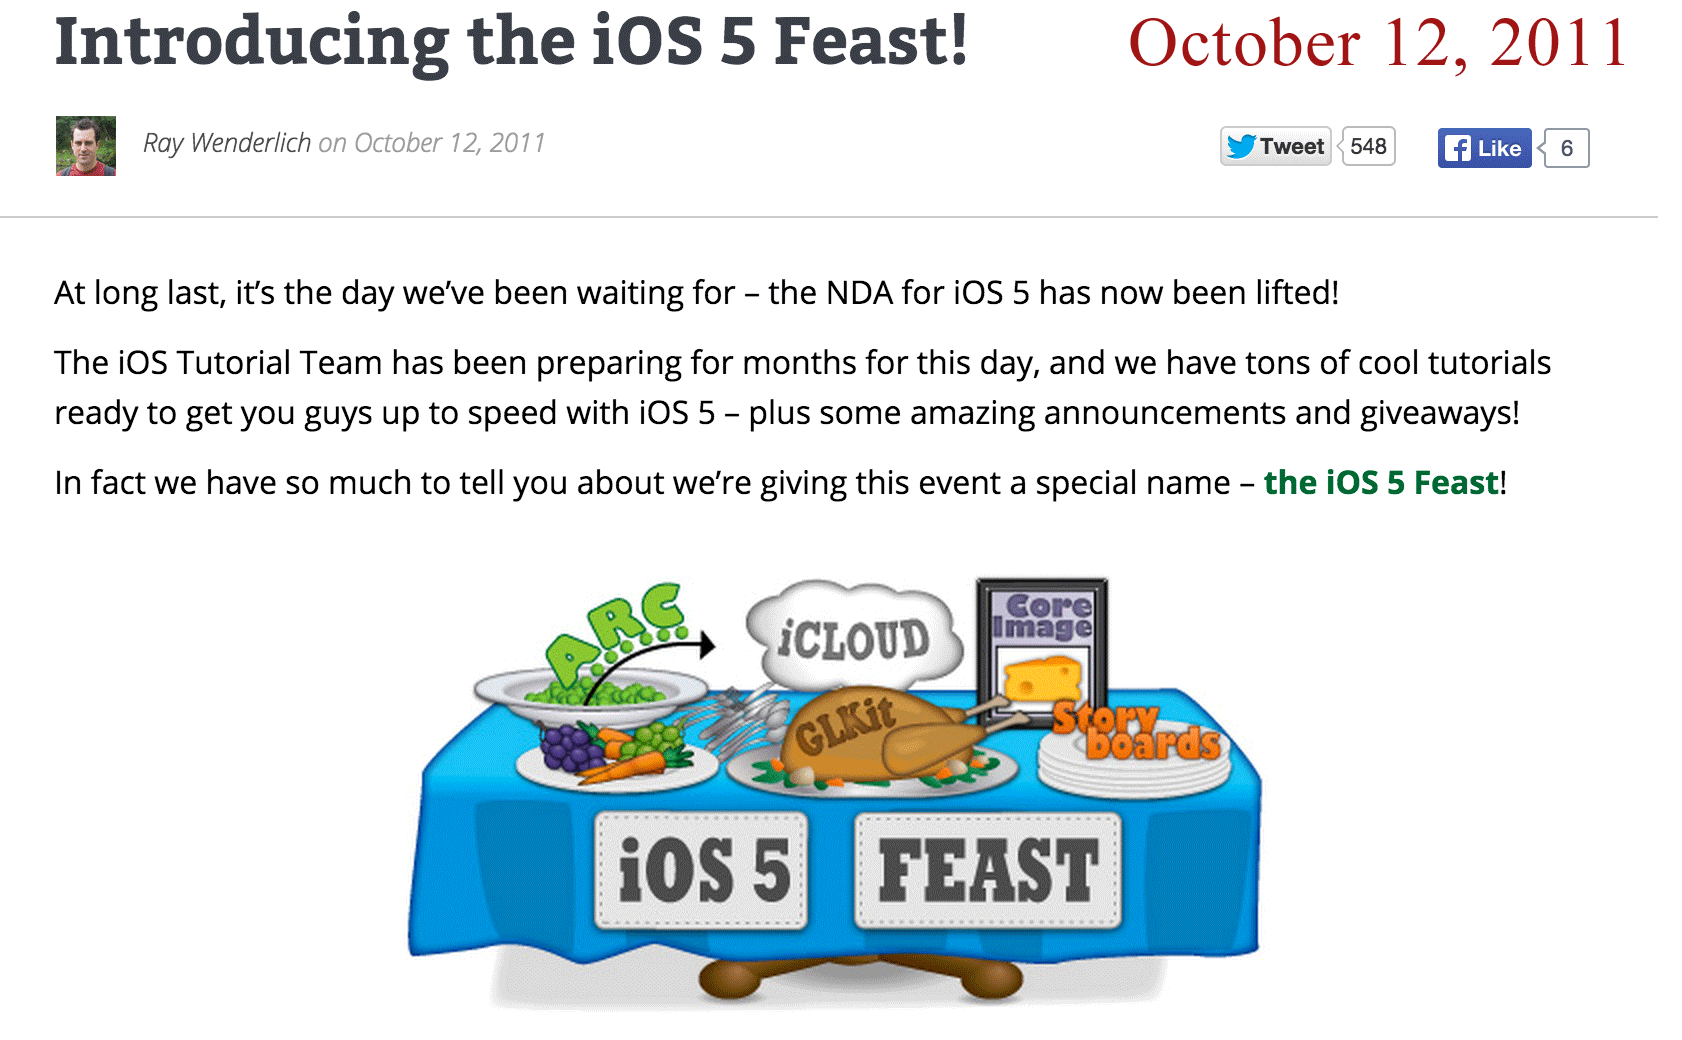 Introducing the iOS 5 Feast!
October 12, 2011
Ray Wenderlich on October 12, 2011
Tweet 548
Like 6
At long last, it’s the day we’ve been waiting for – the NDA for iOS 5 has now been lifted!
The iOS Tutorial Team has been preparing for months for this day, and we have tons of cool tutorials
ready to get you guys up to speed with iOS 5 – plus some amazing announcements and giveaways!
In fact we have so much to tell you about we’re giving this event a special name – the iOS 5 Feast!
ARC
iCLOUD
Core
Image
GLKit
Story
boards
iOS 5
FEAST